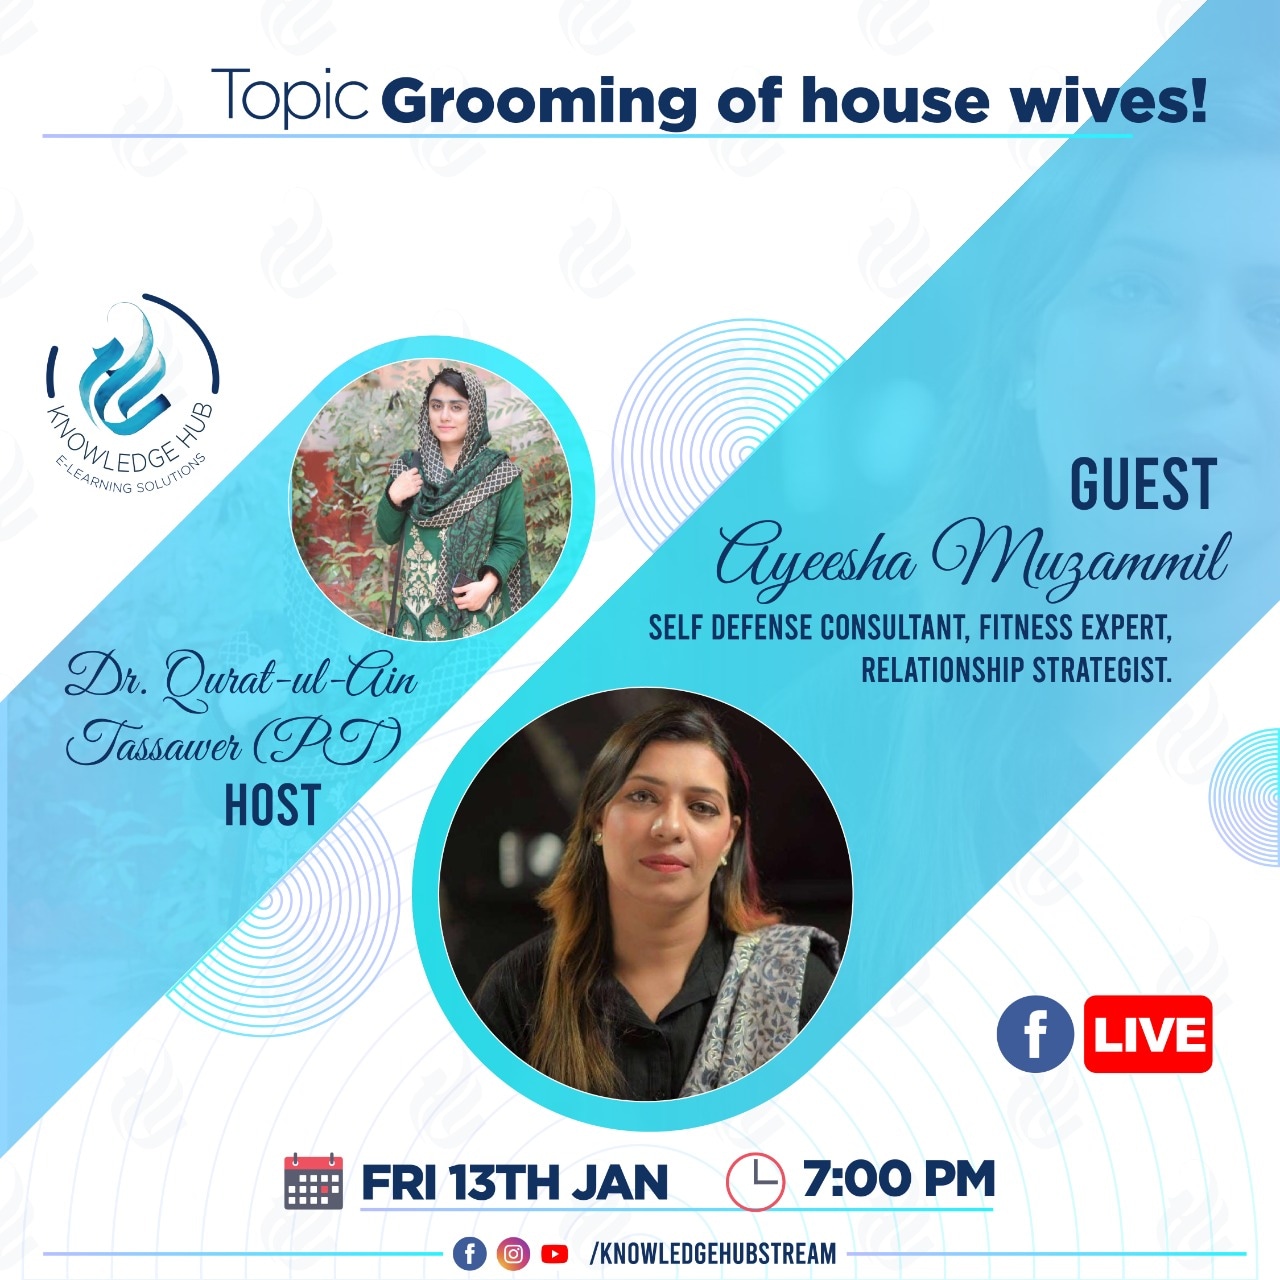 Topic Grooming of house wives!
KNOWLEDGE HUB
E-LEARNING SOLUTIONS
GUEST
Ayeesha Muzammil
SELF DEFENSE CONSULTANT, FITNESS EXPERT,
RELATIONSHIP STRATEGIST.
Dr. Qurat-ul-Ain
Tassawer (PT)
HOST
f LIVE
FRI 13TH JAN 7:00 PM
/KNOWLEDGEHUBSTREAM